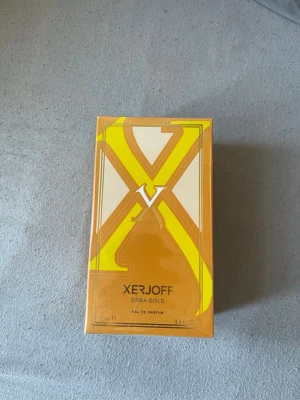 V
XERJOFF
ERBA GOLD
EAU DE PARFUM